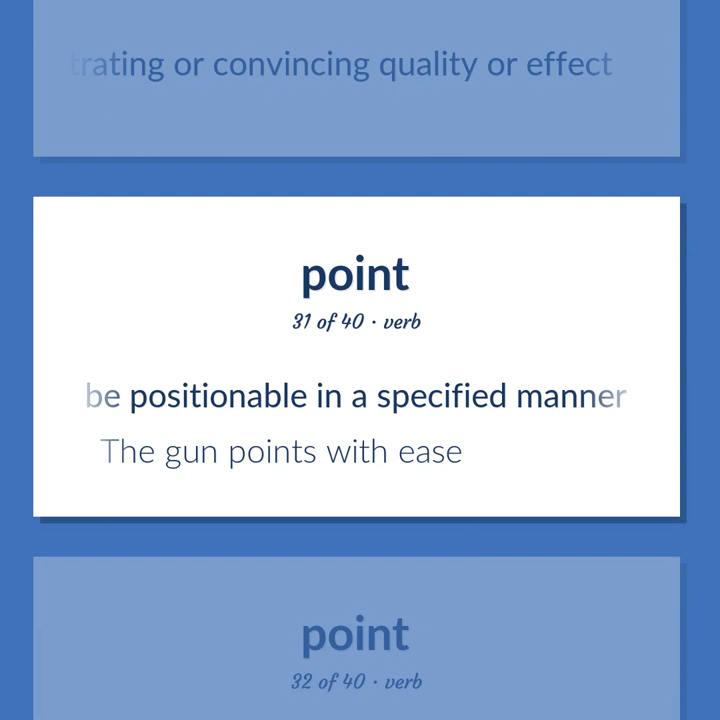 trating or convincing quality or effect
point
31 of 40 · verb
be positionable in a specified manner
The gun points with ease
point
32 of 40 · verb